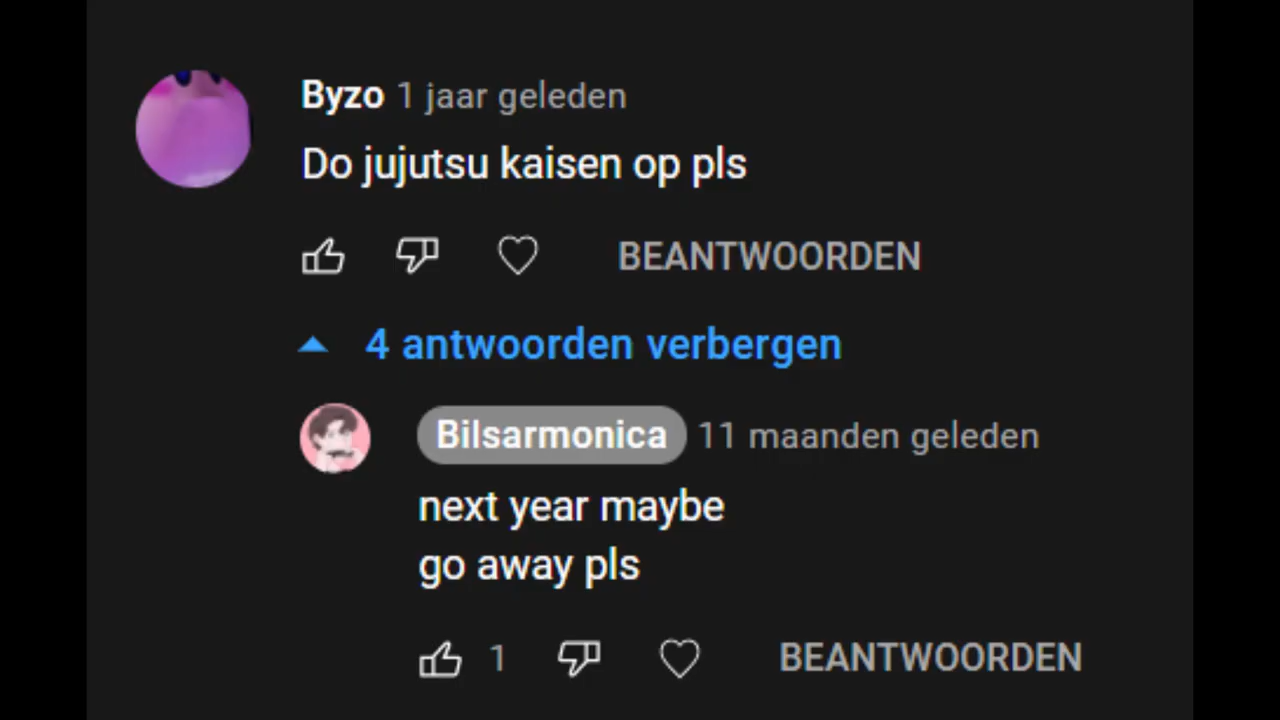 Byzo 1 jaar geleden
Do jujutsu kaisen op pls
BEANTWOORDEN
4 antwoorden verbergen
Bilsarmonica 11 maanden geleden
next year maybe
go away pls
1 BEANTWOORDEN